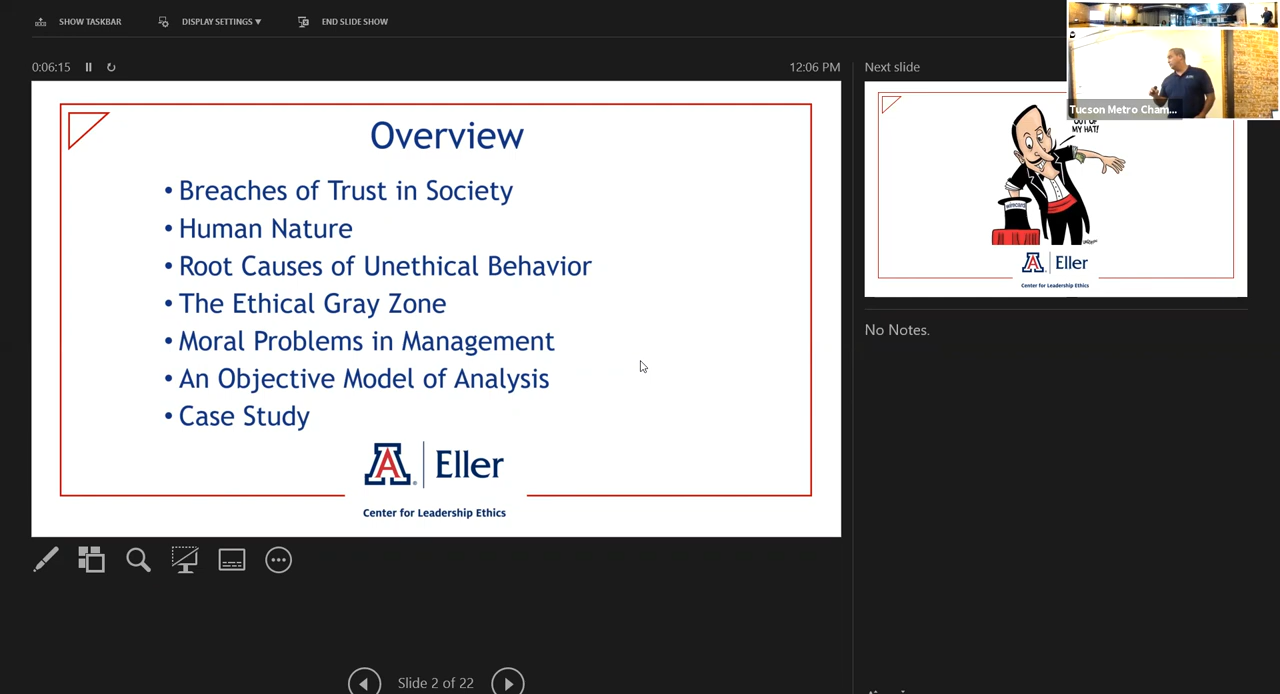 SHOW TASKBAR
DISPLAY SETTINGS ▼
END SLIDE SHOW
0:06:15
12:06 PM
Next slide
Overview
• Breaches of Trust in Society
• Human Nature
• Root Causes of Unethical Behavior
• The Ethical Gray Zone
• Moral Problems in Management
• An Objective Model of Analysis
• Case Study
A Eller
Center for Leadership Ethics
Tucson Metro Cham...
OUT OF
MY HAT!
wirecard
A Eller
Center for Leadership Ethics
No Notes.
Slide 2 of 22